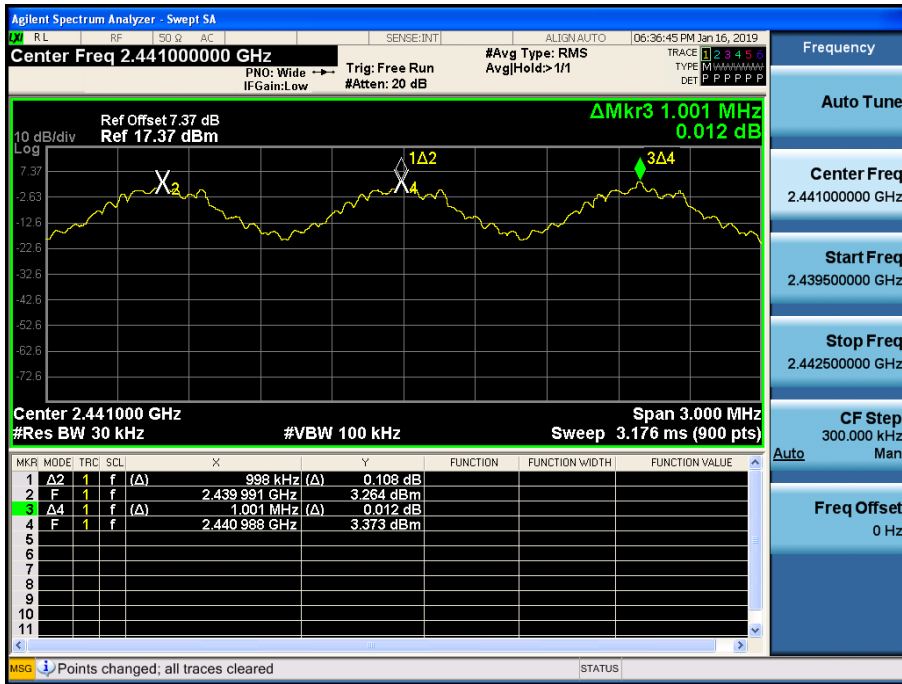 Agilent Spectrum Analyzer - Swept SA
LXI RL RF 50 Ω AC SENSE:INT ALIGNAUTO 06:36:45 PM Jan 16, 2019
Center Freq 2.441000000 GHz #Avg Type: RMS TRACE 1 2 3 4 5 6
PNO: Wide Trig: Free Run Avg|Hold:>1/1 TYPE M
IFGain:Low #Atten: 20 dB DET P P P P P P
Ref Offset 7.37 dB ΔMkr3 1.001 MHz
10 dB/div Ref 17.37 dBm 0.012 dB
Log
1Δ2 3Δ4
7.37
2 4
-2.63
-12.6
-22.6
-32.6
-42.6
-52.6
-62.6
-72.6
Center 2.441000 GHz Span 3.000 MHz
#Res BW 30 kHz #VBW 100 kHz Sweep 3.176 ms (900 pts)
MKR MODE TRC SCL X Y FUNCTION FUNCTION WIDTH FUNCTION VALUE
1 Δ2 1 f (Δ) 998 kHz (Δ) 0.108 dB
2 F 1 f 2.439 991 GHz 3.264 dBm
3 Δ4 1 f (Δ) 1.001 MHz (Δ) 0.012 dB
4 F 1 f 2.440 988 GHz 3.373 dBm
5
6
7
8
9
10
11
MSG Points changed; all traces cleared STATUS
Frequency
Auto Tune
Center Freq
2.441000000 GHz
Start Freq
2.439500000 GHz
Stop Freq
2.442500000 GHz
CF Step
300.000 kHz
Auto Man
Freq Offset
0 Hz